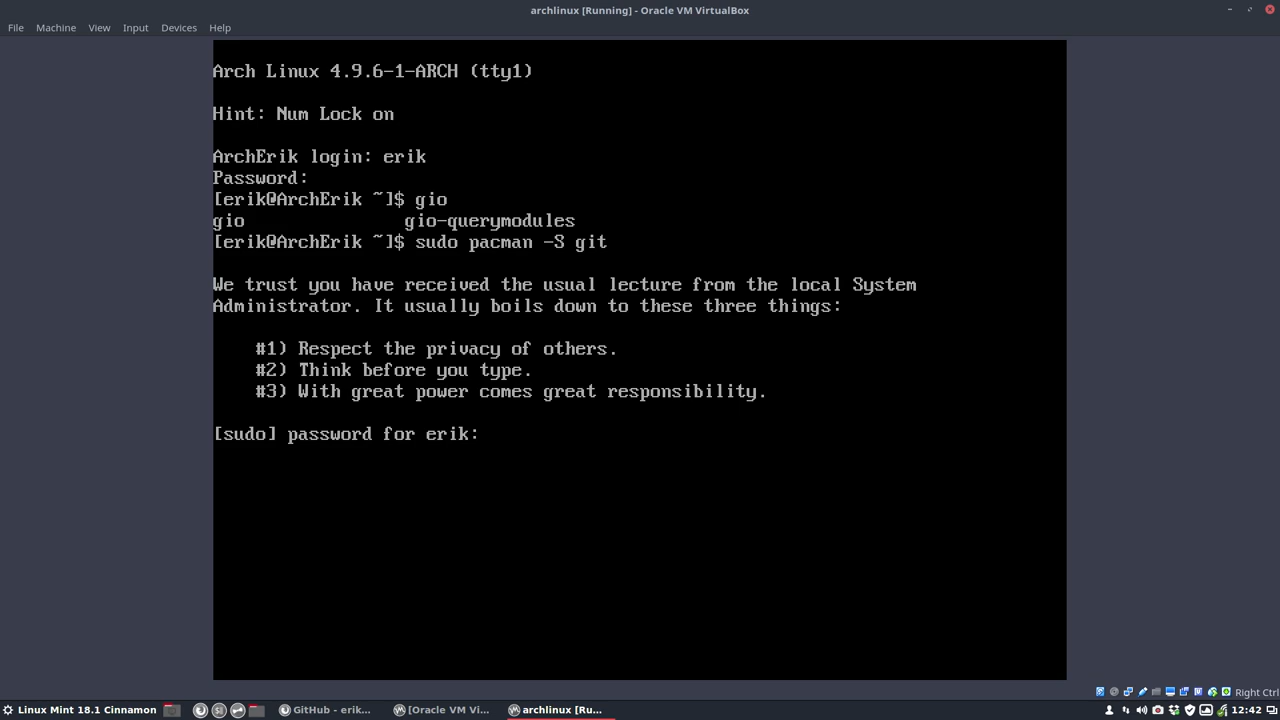 archlinux [Running] - Oracle VM VirtualBox
File Machine View Input Devices Help
Arch Linux 4.9.6-1-ARCH (tty1)
Hint: Num Lock on
ArchErik login: erik
Password:
[erik@ArchErik ~]$ gio
gio gio-querymodules
[erik@ArchErik ~]$ sudo pacman -S git
We trust you have received the usual lecture from the local System
Administrator. It usually boils down to these three things:
#1) Respect the privacy of others.
#2) Think before you type.
#3) With great power comes great responsibility.
[sudo] password for erik:
Right Ctrl
Linux Mint 18.1 Cinnamon GitHub - erik... [Oracle VM Vi... archlinux [Ru... 12:42